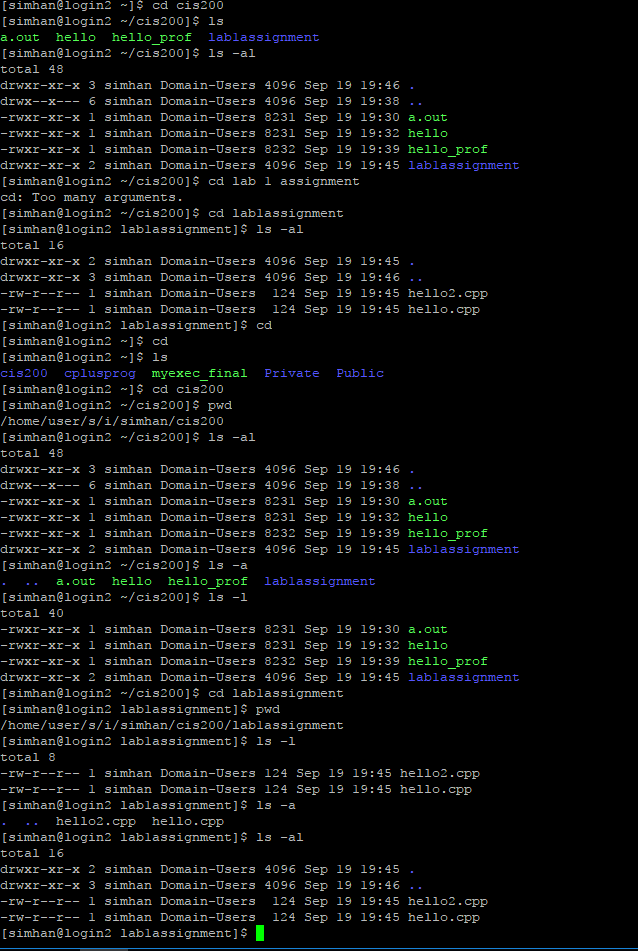 [simhan@login2 ~]$ cd cis200
[simhan@login2 ~/cis200]$ ls
a.out  hello  hello_prof  lab1assignment
[simhan@login2 ~/cis200]$ ls -al
total 48
drwxr-xr-x 3 simhan Domain-Users 4096 Sep 19 19:46 .
drwx--x--- 6 simhan Domain-Users 4096 Sep 19 19:38 ..
-rwxr-xr-x 1 simhan Domain-Users 8231 Sep 19 19:30 a.out
-rwxr-xr-x 1 simhan Domain-Users 8231 Sep 19 19:32 hello
-rwxr-xr-x 1 simhan Domain-Users 8232 Sep 19 19:39 hello_prof
drwxr-xr-x 2 simhan Domain-Users 4096 Sep 19 19:45 lab1assignment
[simhan@login2 ~/cis200]$ cd lab 1 assignment
cd: Too many arguments.
[simhan@login2 ~/cis200]$ cd lab1assignment
[simhan@login2 lab1assignment]$ ls -al
total 16
drwxr-xr-x 2 simhan Domain-Users 4096 Sep 19 19:45 .
drwxr-xr-x 3 simhan Domain-Users 4096 Sep 19 19:46 ..
-rw-r--r-- 1 simhan Domain-Users  124 Sep 19 19:45 hello2.cpp
-rw-r--r-- 1 simhan Domain-Users  124 Sep 19 19:45 hello.cpp
[simhan@login2 lab1assignment]$ cd
[simhan@login2 ~]$ cd
[simhan@login2 ~]$ ls
cis200  cplusprog  myexec_final  Private  Public
[simhan@login2 ~]$ cd cis200
[simhan@login2 ~/cis200]$ pwd
/home/user/s/i/simhan/cis200
[simhan@login2 ~/cis200]$ ls -al
total 48
drwxr-xr-x 3 simhan Domain-Users 4096 Sep 19 19:46 .
drwx--x--- 6 simhan Domain-Users 4096 Sep 19 19:38 ..
-rwxr-xr-x 1 simhan Domain-Users 8231 Sep 19 19:30 a.out
-rwxr-xr-x 1 simhan Domain-Users 8231 Sep 19 19:32 hello
-rwxr-xr-x 1 simhan Domain-Users 8232 Sep 19 19:39 hello_prof
drwxr-xr-x 2 simhan Domain-Users 4096 Sep 19 19:45 lab1assignment
[simhan@login2 ~/cis200]$ ls -a
.  ..  a.out  hello  hello_prof  lab1assignment
[simhan@login2 ~/cis200]$ ls -l
total 40
-rwxr-xr-x 1 simhan Domain-Users 8231 Sep 19 19:30 a.out
-rwxr-xr-x 1 simhan Domain-Users 8231 Sep 19 19:32 hello
-rwxr-xr-x 1 simhan Domain-Users 8232 Sep 19 19:39 hello_prof
drwxr-xr-x 2 simhan Domain-Users 4096 Sep 19 19:45 lab1assignment
[simhan@login2 ~/cis200]$ cd lab1assignment
[simhan@login2 lab1assignment]$ pwd
/home/user/s/i/simhan/cis200/lab1assignment
[simhan@login2 lab1assignment]$ ls -l
total 8
-rw-r--r-- 1 simhan Domain-Users 124 Sep 19 19:45 hello2.cpp
-rw-r--r-- 1 simhan Domain-Users 124 Sep 19 19:45 hello.cpp
[simhan@login2 lab1assignment]$ ls -a
.  ..  hello2.cpp  hello.cpp
[simhan@login2 lab1assignment]$ ls -al
total 16
drwxr-xr-x 2 simhan Domain-Users 4096 Sep 19 19:45 .
drwxr-xr-x 3 simhan Domain-Users 4096 Sep 19 19:46 ..
-rw-r--r-- 1 simhan Domain-Users  124 Sep 19 19:45 hello2.cpp
-rw-r--r-- 1 simhan Domain-Users  124 Sep 19 19:45 hello.cpp
[simhan@login2 lab1assignment]$